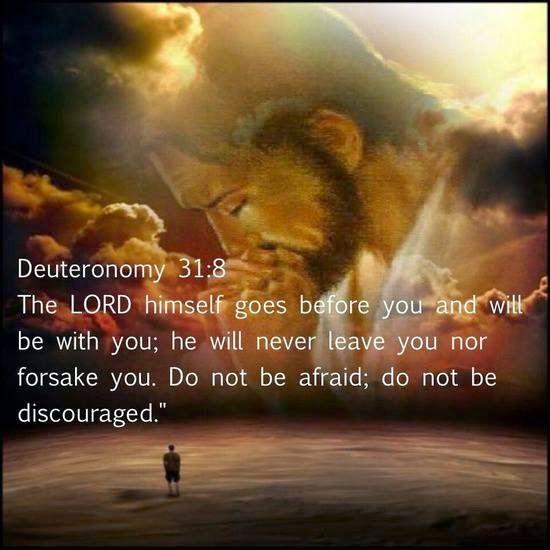 Deuteronomy 31:8
The LORD himself goes before you and will
be with you; he will never leave you nor
forsake you. Do not be afraid; do not be
discouraged."